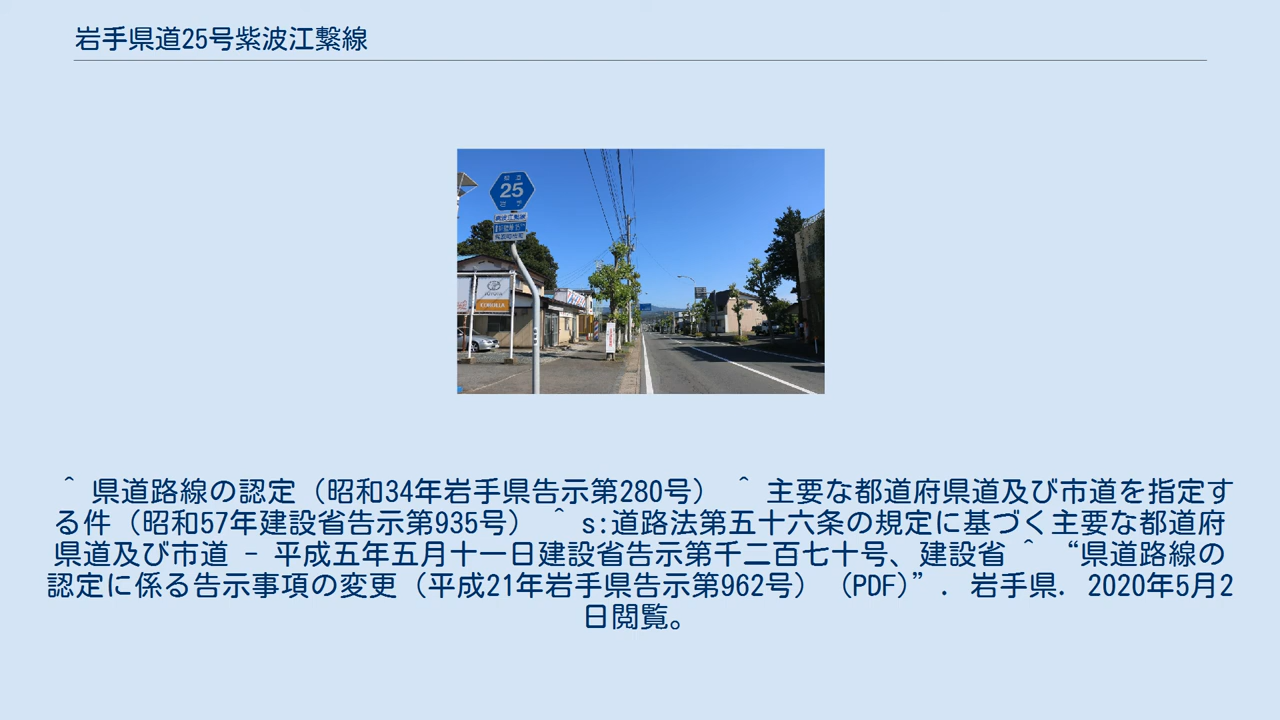 岩手県道25号紫波江繋線
県道
25
岩手
COROLLA
^ 県道路線の認定（昭和34年岩手県告示第280号） ^ 主要な都道府県道及び市道を指定す
る件（昭和57年建設省告示第935号） ^ s:道路法第五十六条の規定に基づく主要な都道府
県道及び市道 - 平成五年五月十一日建設省告示第千二百七十号、建設省 ^ “県道路線の
認定に係る告示事項の変更（平成21年岩手県告示第962号）（PDF）”. 岩手県. 2020年5月2
日閲覧。